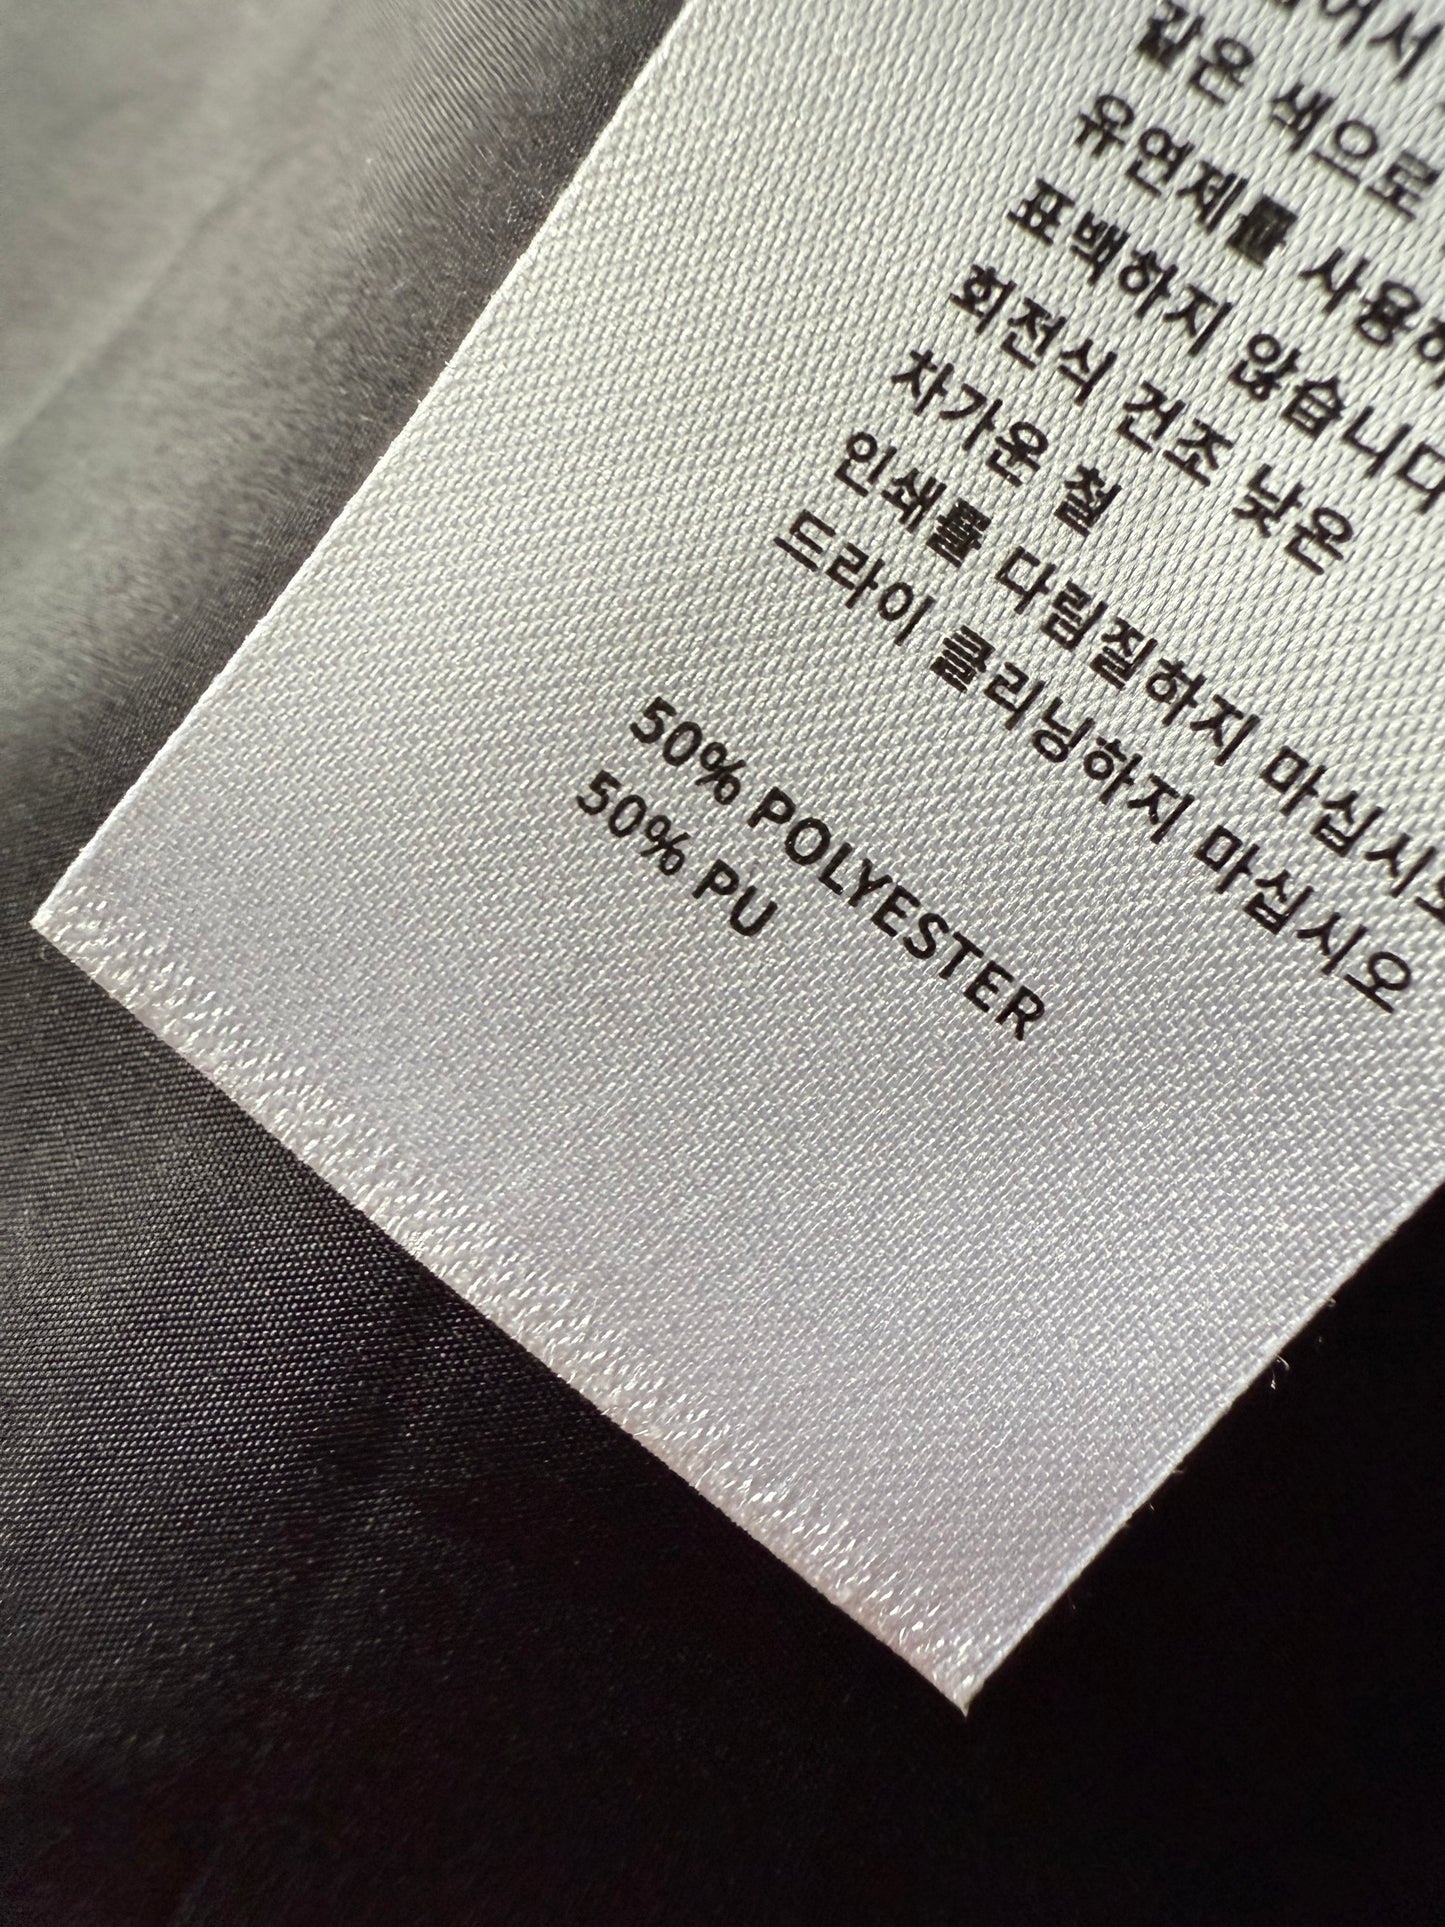 같은 색으로
유연제를 사용하
표백하지 않습니다
회전식 건조 낮은
차가운 철
인쇄를 다림질하지 마십시오
드라이 클리닝하지 마십시오
50% POLYESTER
50% PU